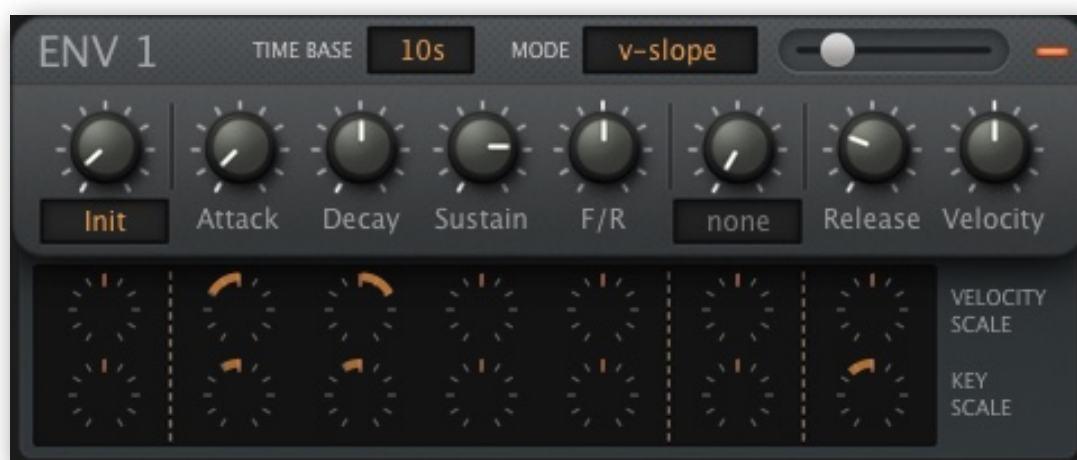 ENV 1 TIME BASE 10s MODE v-slope
Init Attack Decay Sustain F/R none Release Velocity
VELOCITY
SCALE
KEY
SCALE